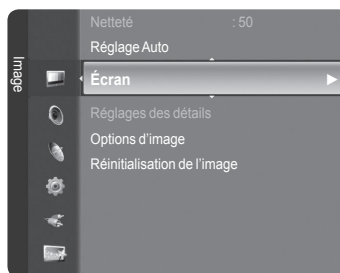 Image
Netteté : 50
Réglage Auto
Écran
Réglages des détails
Options d'image
Réinitialisation de l'image